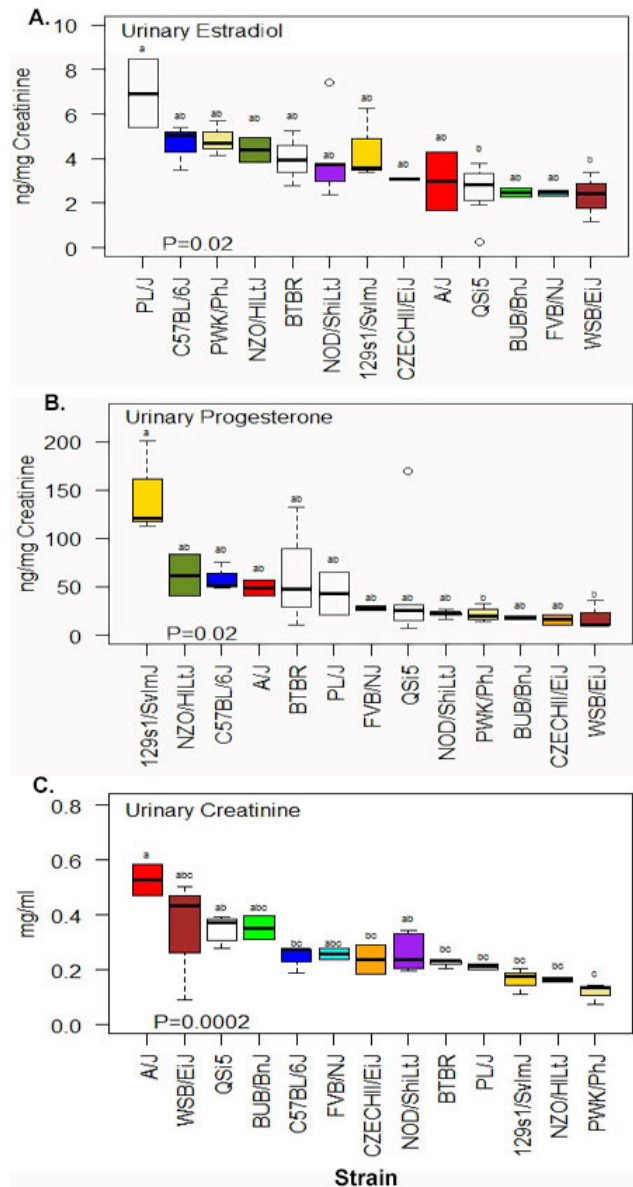 A.
Urinary Estradiol
ng/mg Creatinine
10
8
6
4
2
0
a
ab
ab
ab
ab
ab
ab
ab
ab
b
ab
ab
b
P=0.02
PL/J
C57BL/6J
PWK/PhJ
NZO/HlLtJ
BTBR
NOD/ShiLtJ
129s1/SvlmJ
CZECHII/EiJ
A/J
QSi5
BUB/BnJ
FVB/NJ
WSB/EiJ
B.
Urinary Progesterone
ng/mg Creatinine
200
150
100
50
0
a
ab
ab
ab
ab
ab
ab
ab
ab
b
ab
ab
b
P=0.02
129s1/SvlmJ
NZO/HlLtJ
C57BL/6J
A/J
BTBR
PL/J
FVB/NJ
QSi5
NOD/ShiLtJ
PWK/PhJ
BUB/BnJ
CZECHII/EiJ
WSB/EiJ
C.
Urinary Creatinine
mg/ml
0.8
0.6
0.4
0.2
0.0
a
abc
ab
abc
bc
abc
bc
ab
bc
bc
bc
bc
c
P=0.0002
A/J
WSB/EiJ
QSi5
BUB/BnJ
C57BL/6J
FVB/NJ
CZECHII/EiJ
NOD/ShiLtJ
BTBR
PL/J
129s1/SvlmJ
NZO/HlLtJ
PWK/PhJ
Strain